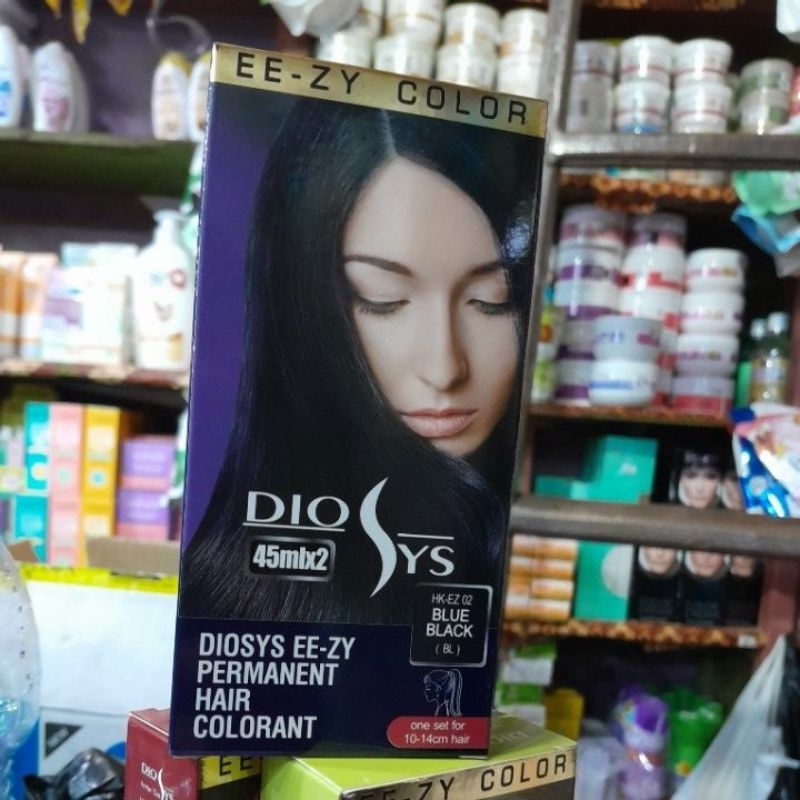 EE-ZY COLOR
DIOSYS
45mlx2
HK-EZ 02
BLUE
BLACK
( BL )
DIOSYS EE-ZY
PERMANENT
HAIR
COLORANT
one set for
10-14cm hair
DIOSYS
EE
EE-ZY COLOR